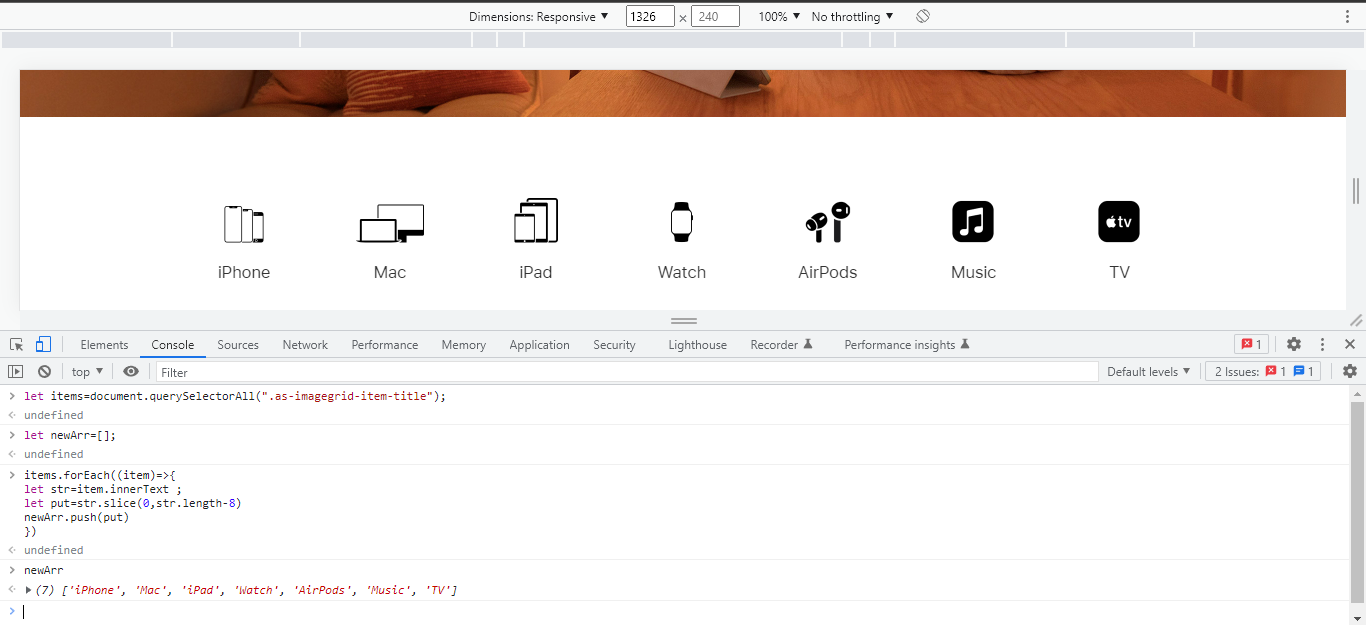 Dimensions: Responsive ▼ 1326 × 240 100% ▼ No throttling ▼
tv
iPhone Mac iPad Watch AirPods Music TV
Elements Console Sources Network Performance Memory Application Security Lighthouse Recorder Performance insights 1
top ▼ Filter Default levels ▼ 2 Issues: 1 1
> let items=document.querySelectorAll(".as-imagegrid-item-title");
undefined
> let newArr=[];
undefined
> items.forEach((item)=>{
let str=item.innerText ;
let put=str.slice(0,str.length-8)
newArr.push(put)
})
undefined
> newArr
(7) ['iPhone', 'Mac', 'iPad', 'Watch', 'AirPods', 'Music', 'TV']
>